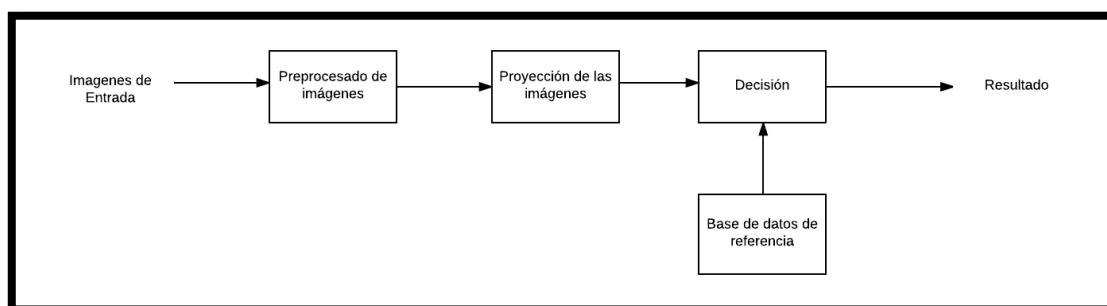 Imagenes de
Entrada
Preprocesado de
imágenes
Proyección de las
imágenes
Decisión
Resultado
Base de datos de
referencia